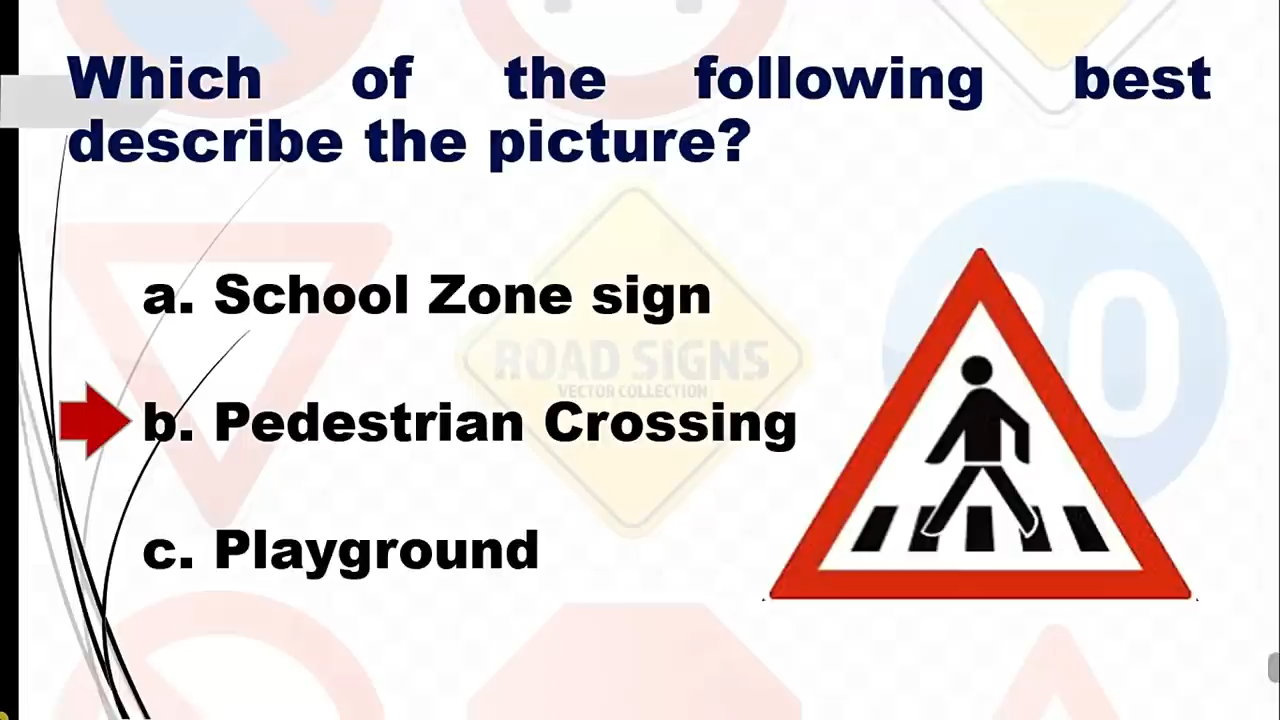 Which of the following best
describe the picture?
a. School Zone sign
ROAD SIGNS
VECTOR COLLECTION
b. Pedestrian Crossing
c. Playground